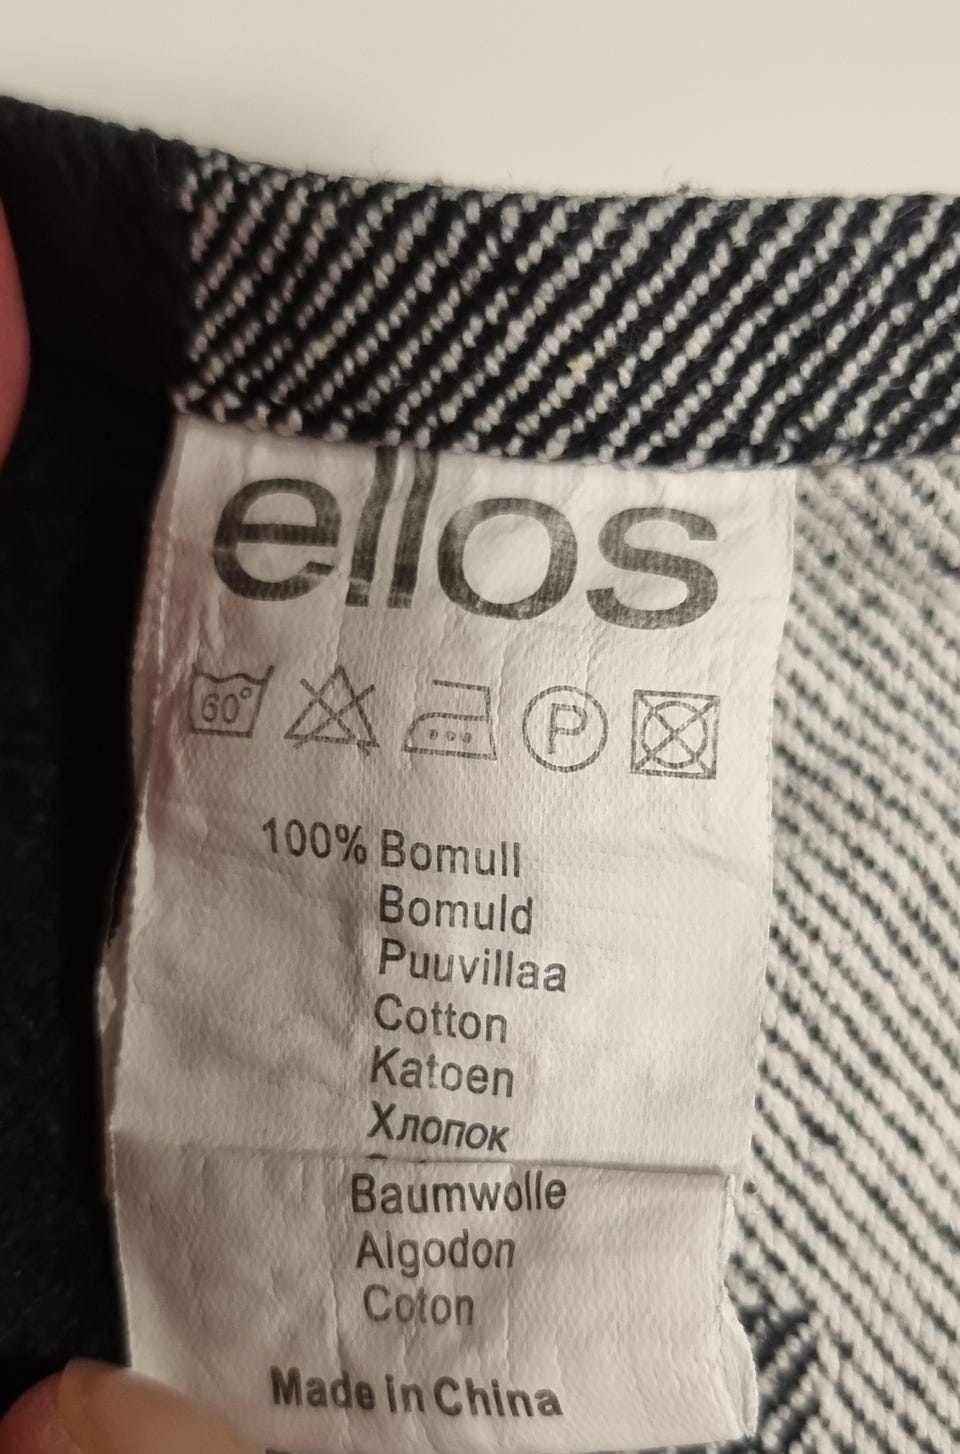 ellos
60°
P
100% Bomull
Bomuld
Puuvillaa
Cotton
Katoen
Хлопок
Baumwolle
Algodon
Coton
Made in China